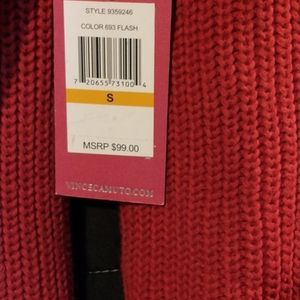 STYLE 9359246
COLOR 693 FLASH
7 20655 73100 4
S
MSRP $99.00
VINCECAMUTO.COM